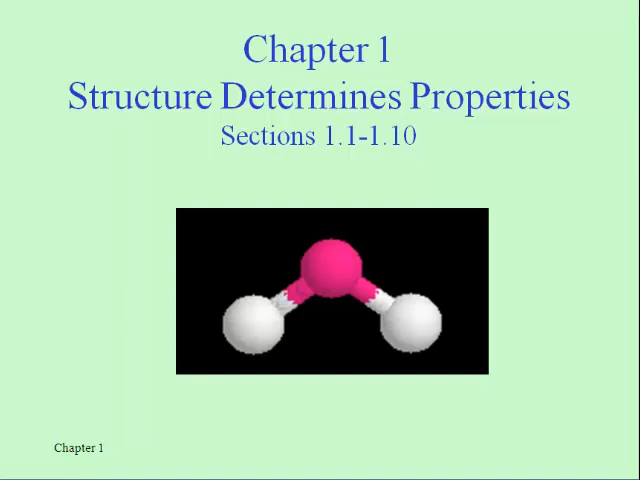 Chapter 1
Structure Determines Properties
Sections 1.1-1.10
Chapter 1